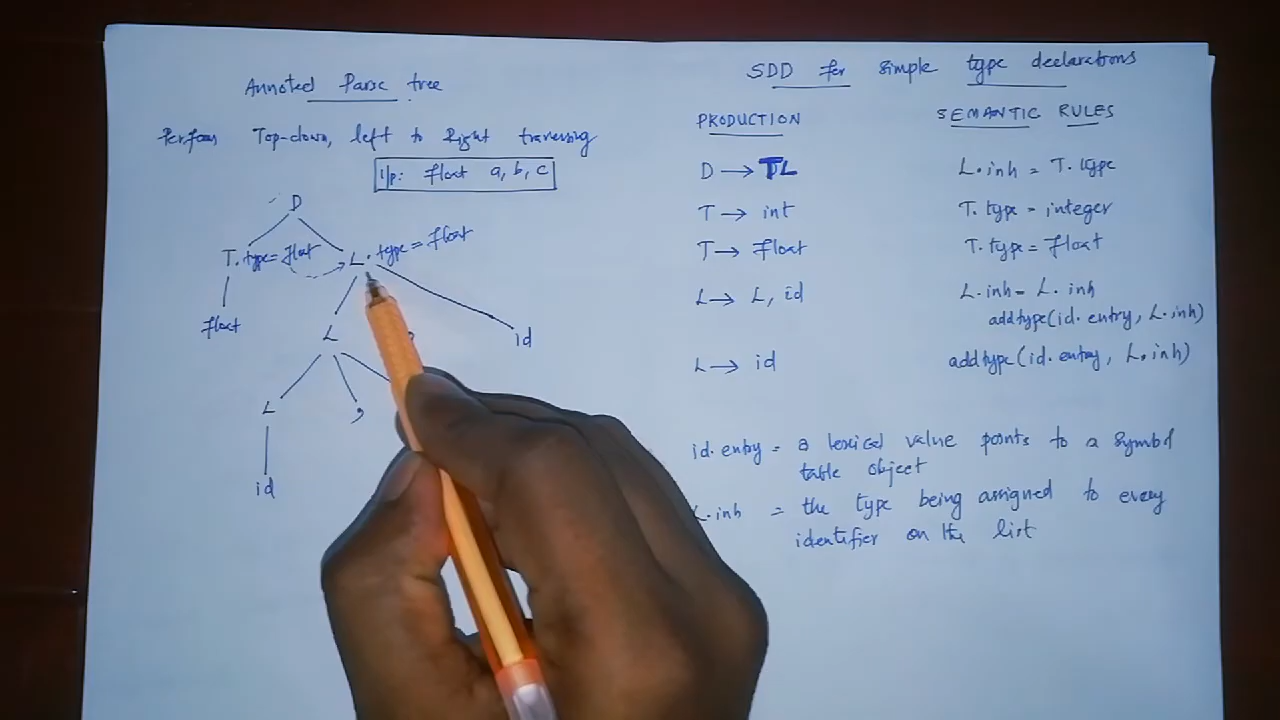 Annoted Parse tree
Perform Top-down, left to Right traversing
I/p: float a, b, c
D
T. type = float L. type = float
float
L id
L ,
id
SDD for simple type declarations
PRODUCTION SEMANTIC RULES
D → TL L.inh = T. type
T → int T. type = integer
T → float T. type = float
L → L, id L.inh = L.inh
addtype (id. entry, L.inh)
L → id addtype (id. entry, L.inh)
id. entry = a lexical value points to a symbol
table object
L.inh = the type being assigned to every
identifier on the list